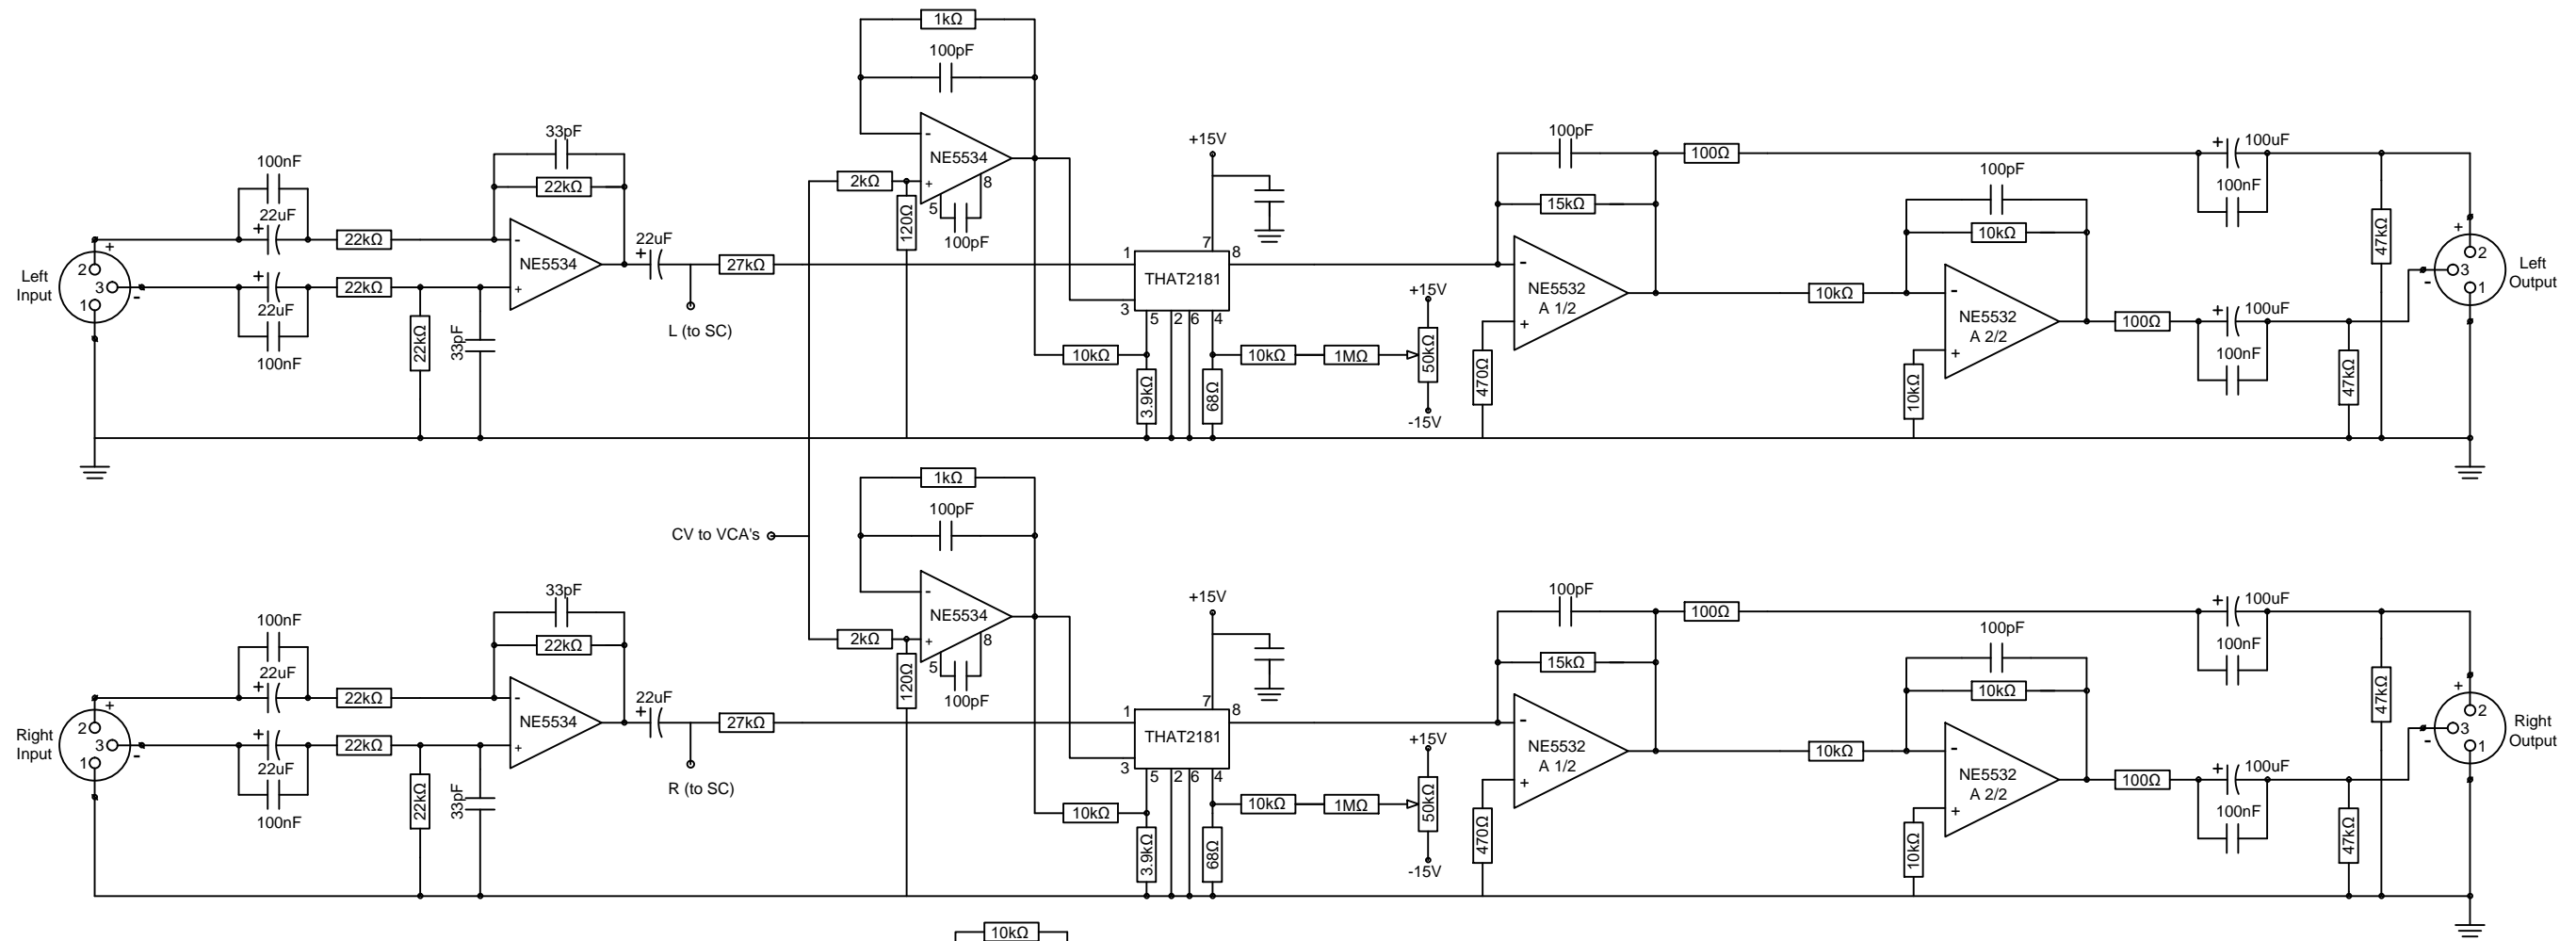 1kΩ
100pF
33pF
NE5534
-
+
8
5
100pF
2kΩ
120Ω
+15V
100pF
100Ω
+
100uF
100nF
100nF
22uF
+
22kΩ
22kΩ
-
+
NE5534
22uF
+
27kΩ
1
7
8
THAT2181
3
5
2
6
4
15kΩ
-
+
NE5532
A 1/2
100pF
10kΩ
10kΩ
-
+
NE5532
A 2/2
100Ω
+
100uF
100nF
47kΩ
47kΩ
+
2
3
1
-
Left
Output
Left
Input
+
2
3
1
-
+
22uF
100nF
22kΩ
22kΩ
33pF
L (to SC)
10kΩ
3.9kΩ
68Ω
10kΩ
1MΩ
+15V
50kΩ
-15V
470Ω
10kΩ
CV to VCA's
1kΩ
100pF
33pF
NE5534
-
+
8
5
100pF
2kΩ
120Ω
+15V
100pF
100Ω
+
100uF
100nF
100nF
22uF
+
22kΩ
22kΩ
-
+
NE5534
22uF
+
27kΩ
1
7
8
THAT2181
3
5
2
6
4
15kΩ
-
+
NE5532
A 1/2
100pF
10kΩ
10kΩ
-
+
NE5532
A 2/2
100Ω
+
100uF
100nF
47kΩ
47kΩ
+
2
3
1
-
Right
Output
Right
Input
+
2
3
1
-
+
22uF
100nF
22kΩ
22kΩ
33pF
R (to SC)
10kΩ
3.9kΩ
68Ω
10kΩ
1MΩ
+15V
50kΩ
-15V
470Ω
10kΩ
10kΩ